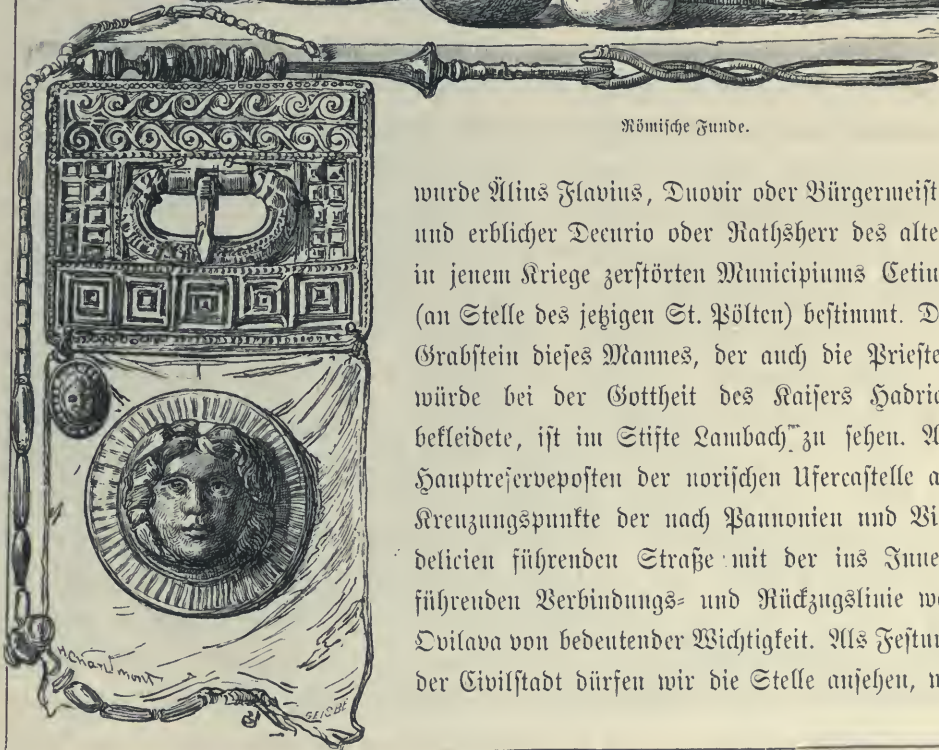 Römische Funde.
wurde Älius Flavius, Duovir oder Bürgermeist
und erblicher Decurio oder Rathsherr des alte
in jenem Kriege zerstörten Municipiums Cetiu
(an Stelle des jetzigen St. Pölten) bestimmt. D
Grabstein dieses Mannes, der auch die Prieste
würde bei der Gottheit des Kaisers Hadria
bekleidete, ist im Stifte Lambach zu sehen. A
Hauptreserveposten der norischen Ufercastelle a
Kreuzungspunkte der nach Pannonien und Vi
delicien führenden Straße mit der ins Inne
führenden Verbindungs- und Rückzugslinie wa
Ovilava von bedeutender Wichtigkeit. Als Festun
der Civilstadt dürfen wir die Stelle ansehen, w
H. Charlemont
GEISBE